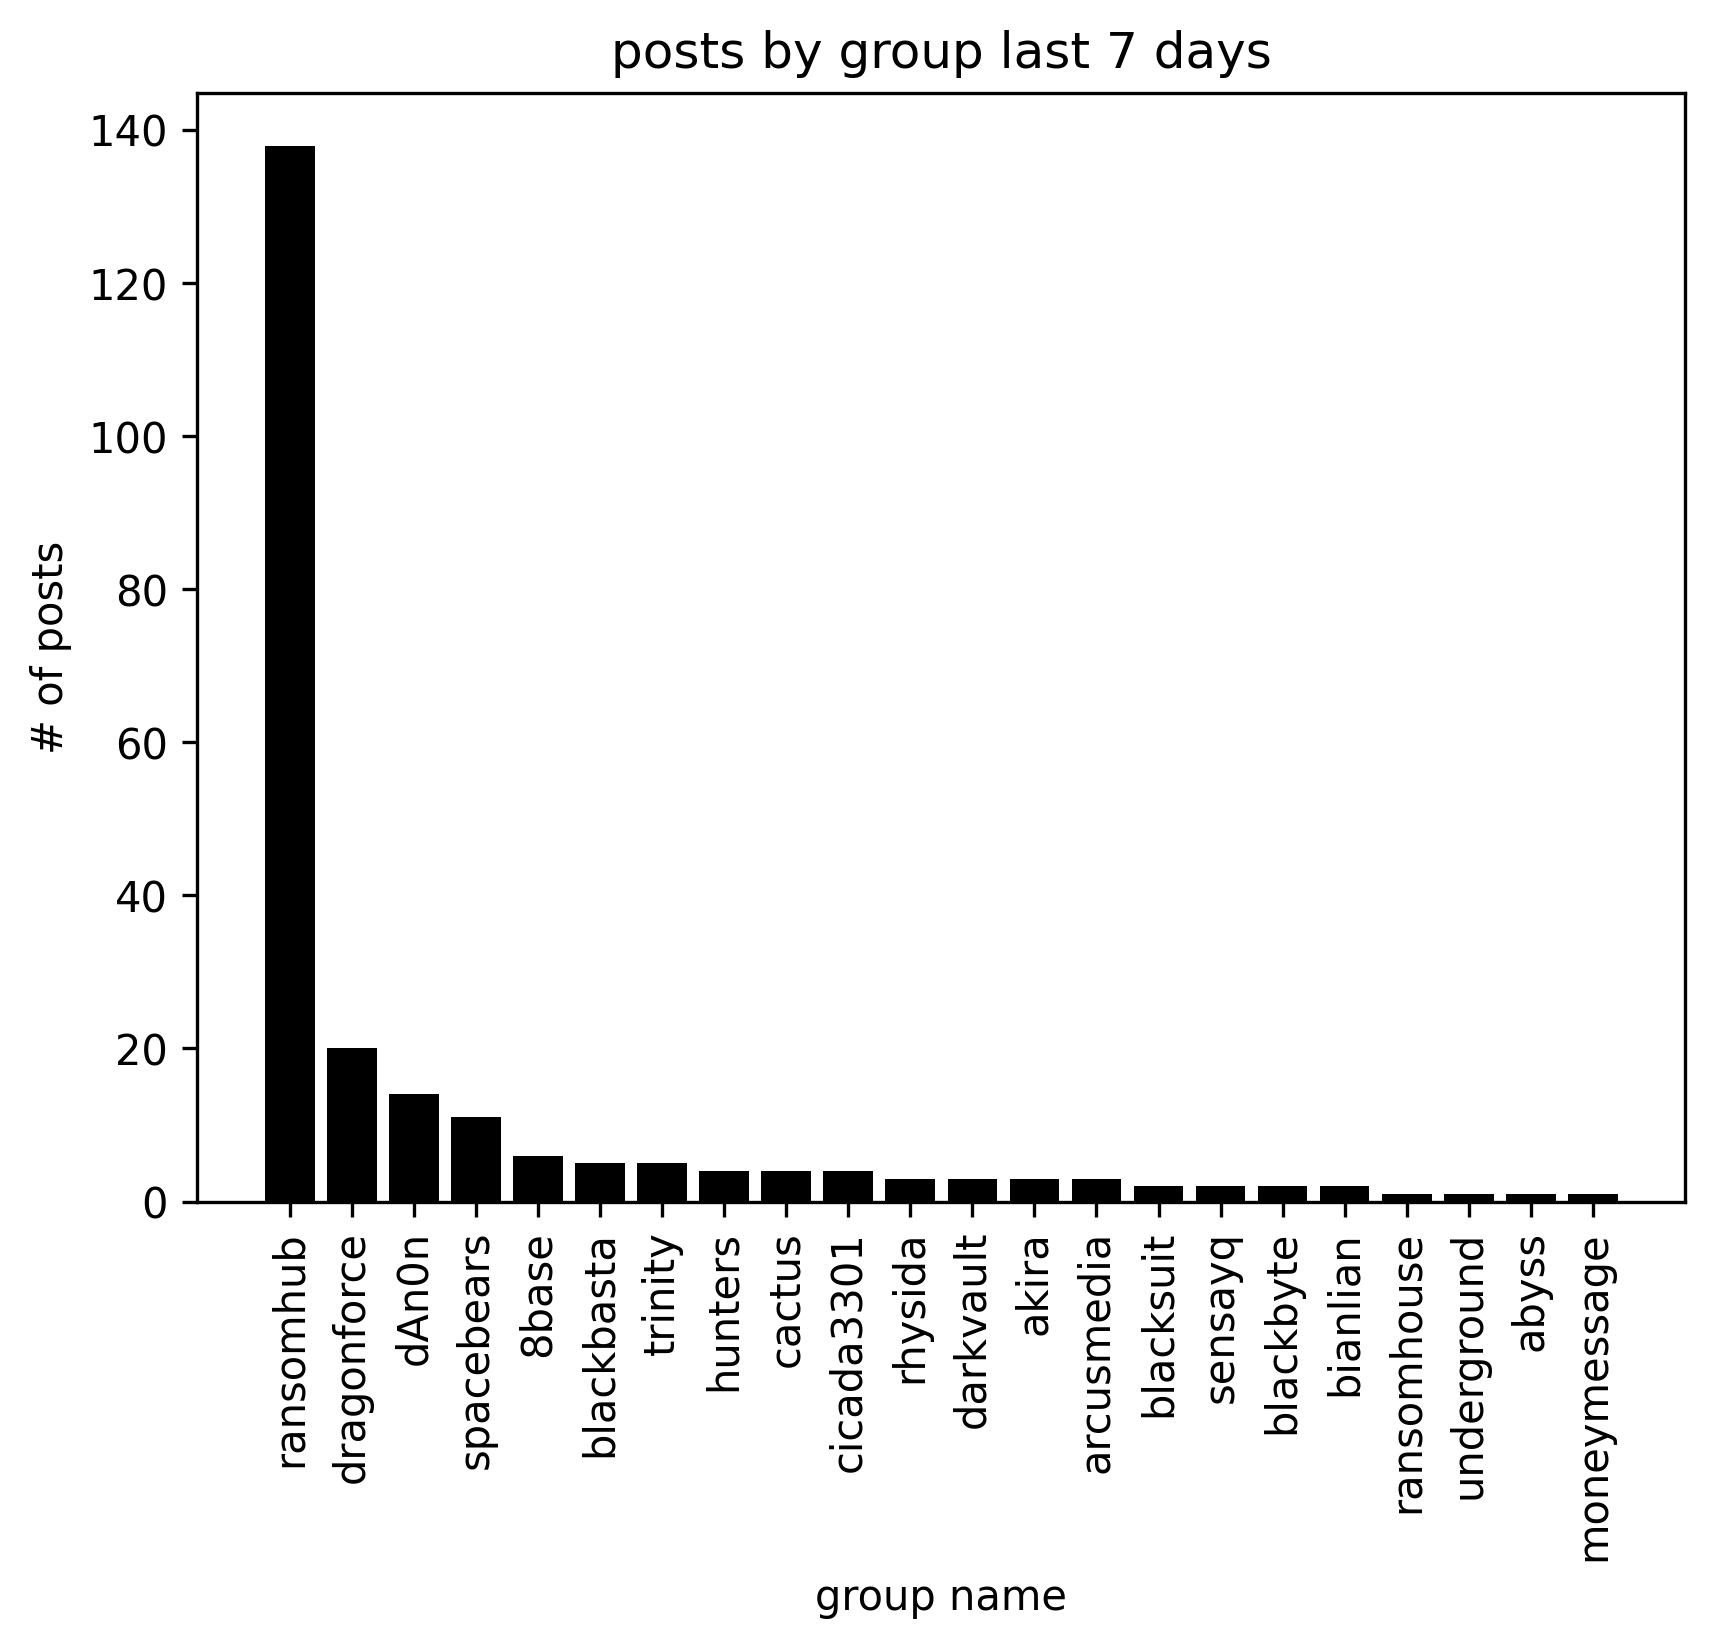 posts by group last 7 days
140
120
100
80
60
40
20
0
# of posts
ransomhub
dragonforce
dAn0n
spacebears
8base
blackbasta
trinity
hunters
cactus
cicada3301
rhysida
darkvault
akira
arcusmedia
blacksuit
sensayq
blackbyte
bianlian
ransomhouse
underground
abyss
moneymessage
group name